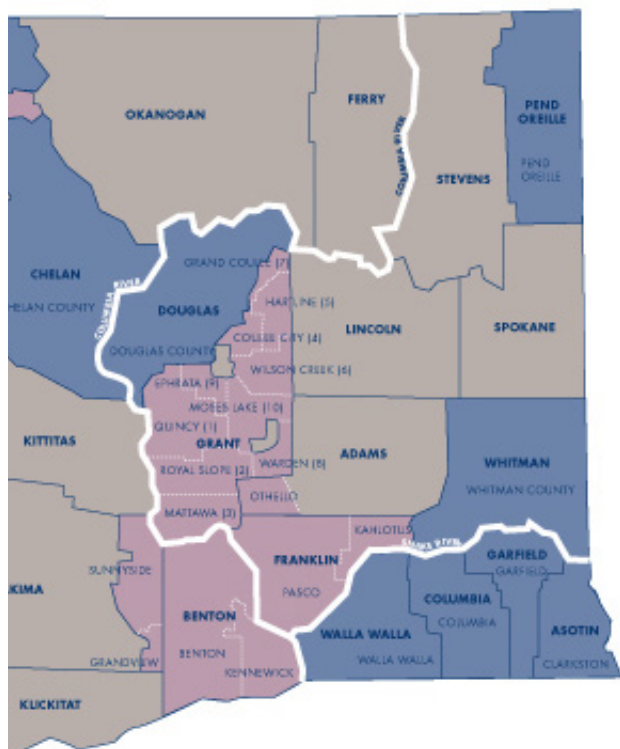 OKANOGAN
FERRY
PEND
OREILLE
PEND
OREILLE
COLUMBIA RIVER
STEVENS
GRAND COULEE (7)
CHELAN
HELAN COUNTY
COLUMBIA RIVER
DOUGLAS
DOUGLAS COUNTY
HARTLINE (5)
COULEE CITY (4)
WILSON CREEK (6)
LINCOLN
SPOKANE
EPHRATA (9)
MOSES LAKE (10)
QUINCY (1)
GRANT
KITTITAS
ROYAL SLOPE (2)
WARDEN (8)
ADAMS
WHITMAN
WHITMAN COUNTY
MATTAWA (3)
OTHELLO
KAHLOTUS
SNAKE RIVER
SUNNYSIDE
FRANKLIN
PASCO
GARFIELD
GARFIELD
AKIMA
BENTON
BENTON
COLUMBIA
COLUMBIA
WALLA WALLA
WALLA WALLA
ASOTIN
CLARKSTON
GRANDVIEW
KENNEWICK
KLICKITAT